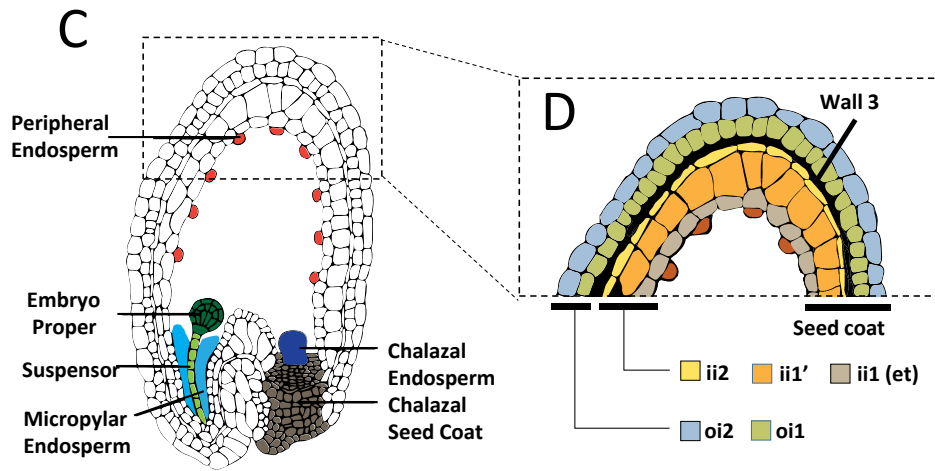 C
Peripheral
Endosperm
Embryo
Proper
Suspensor
Micropylar
Endosperm
Chalazal
Endosperm
Chalazal
Seed Coat
D
Wall 3
Seed coat
ii2 ii1’ ii1 (et)
oi2 oi1